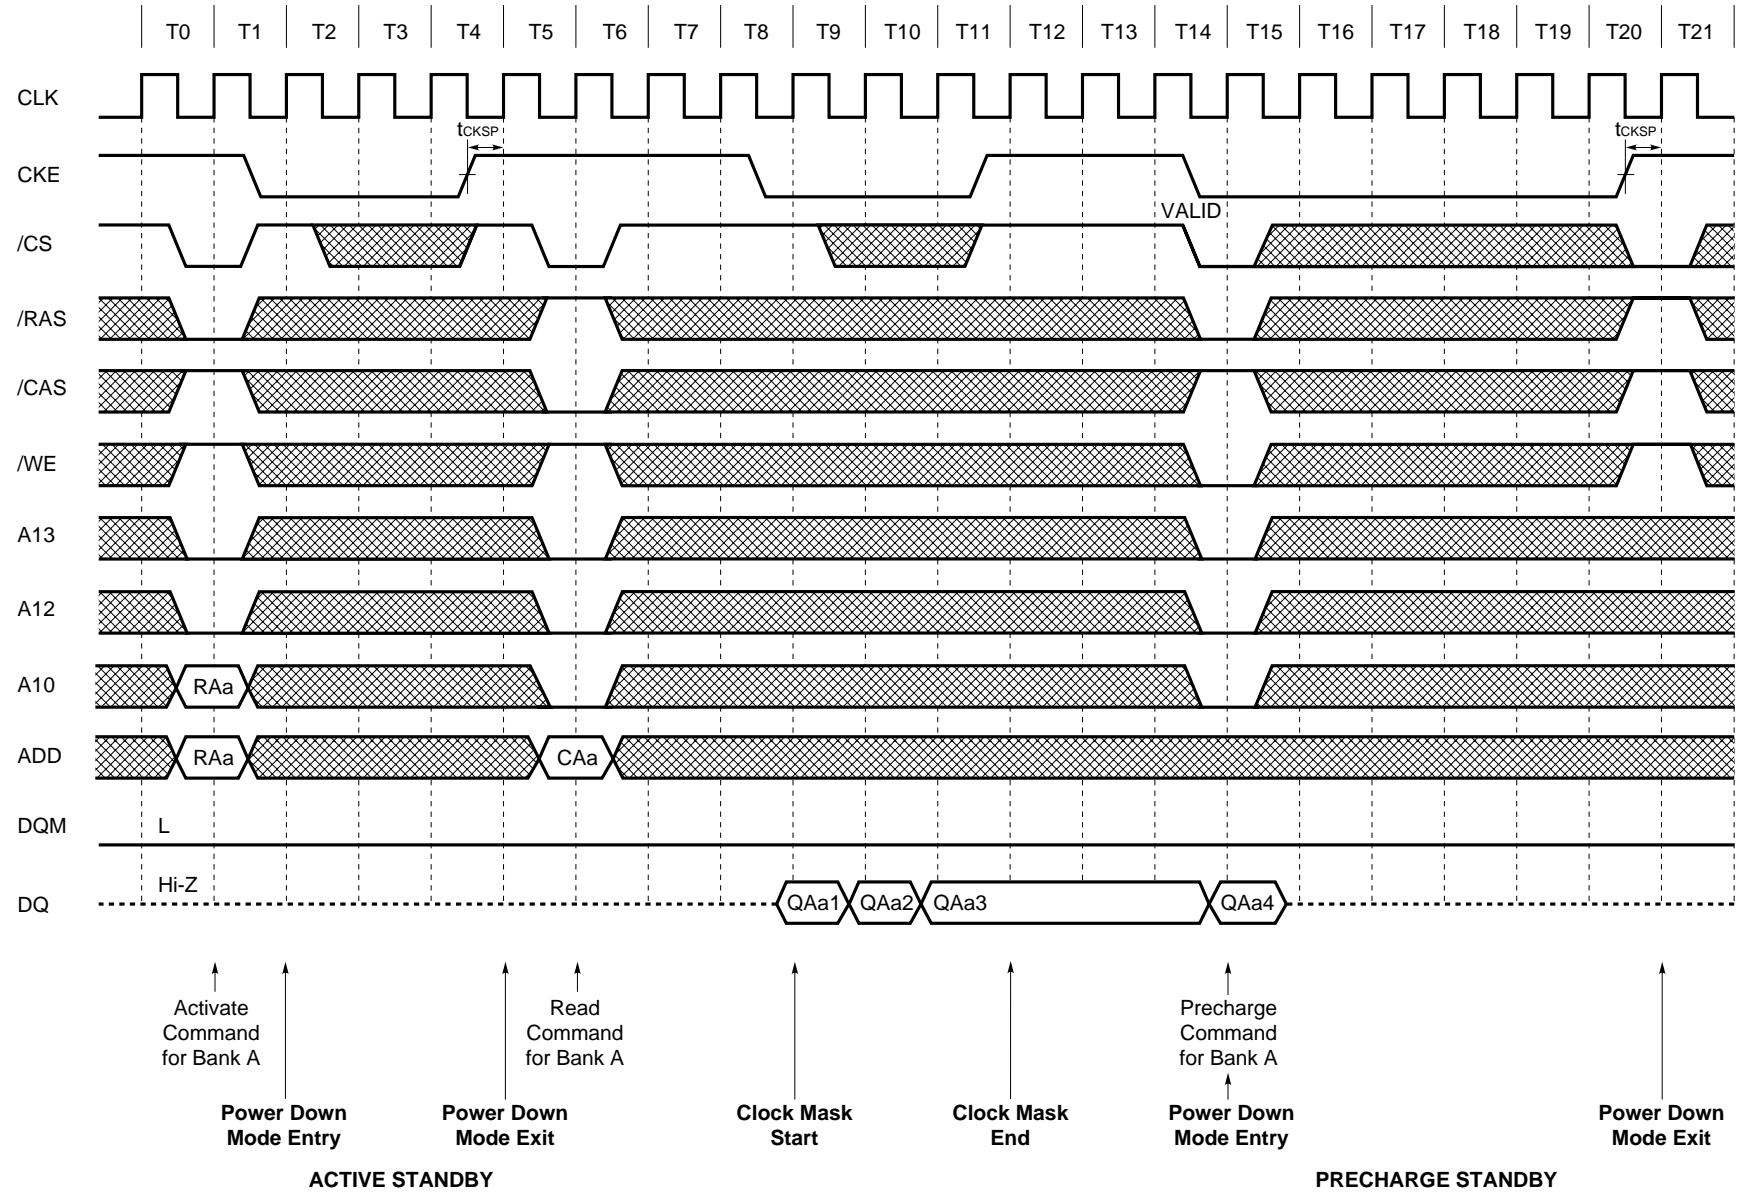 T0 T1 T2 T3 T4 T5 T6 T7 T8 T9 T10 T11 T12 T13 T14 T15 T16 T17 T18 T19 T20 T21
CLK
tCKSP tCKSP
CKE
VALID
/CS
/RAS
/CAS
/WE
A13
A12
A10 RAa
ADD RAa CAa
DQM L
Hi-Z
DQ QAa1 QAa2 QAa3 QAa4
Activate
Command
for Bank A
Read
Command
for Bank A
Precharge
Command
for Bank A
Power Down
Mode Entry
Power Down
Mode Exit
Clock Mask
Start
Clock Mask
End
Power Down
Mode Entry
Power Down
Mode Exit
ACTIVE STANDBY
PRECHARGE STANDBY